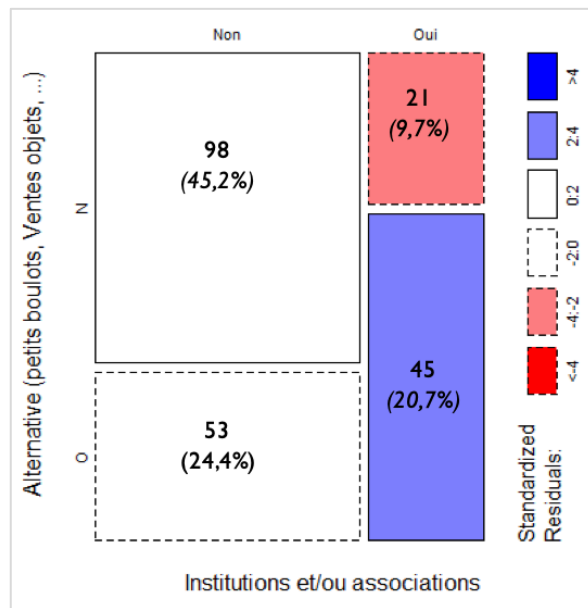 Non
Oui
Alternative (petits boulots, Ventes objets, ...)
N
O
98
(45,2%)
21
(9,7%)
53
(24,4%)
45
(20,7%)
Institutions et/ou associations
Standardized
Residuals:
<-4
-4:-2
-2:0
0:2
2:4
>4